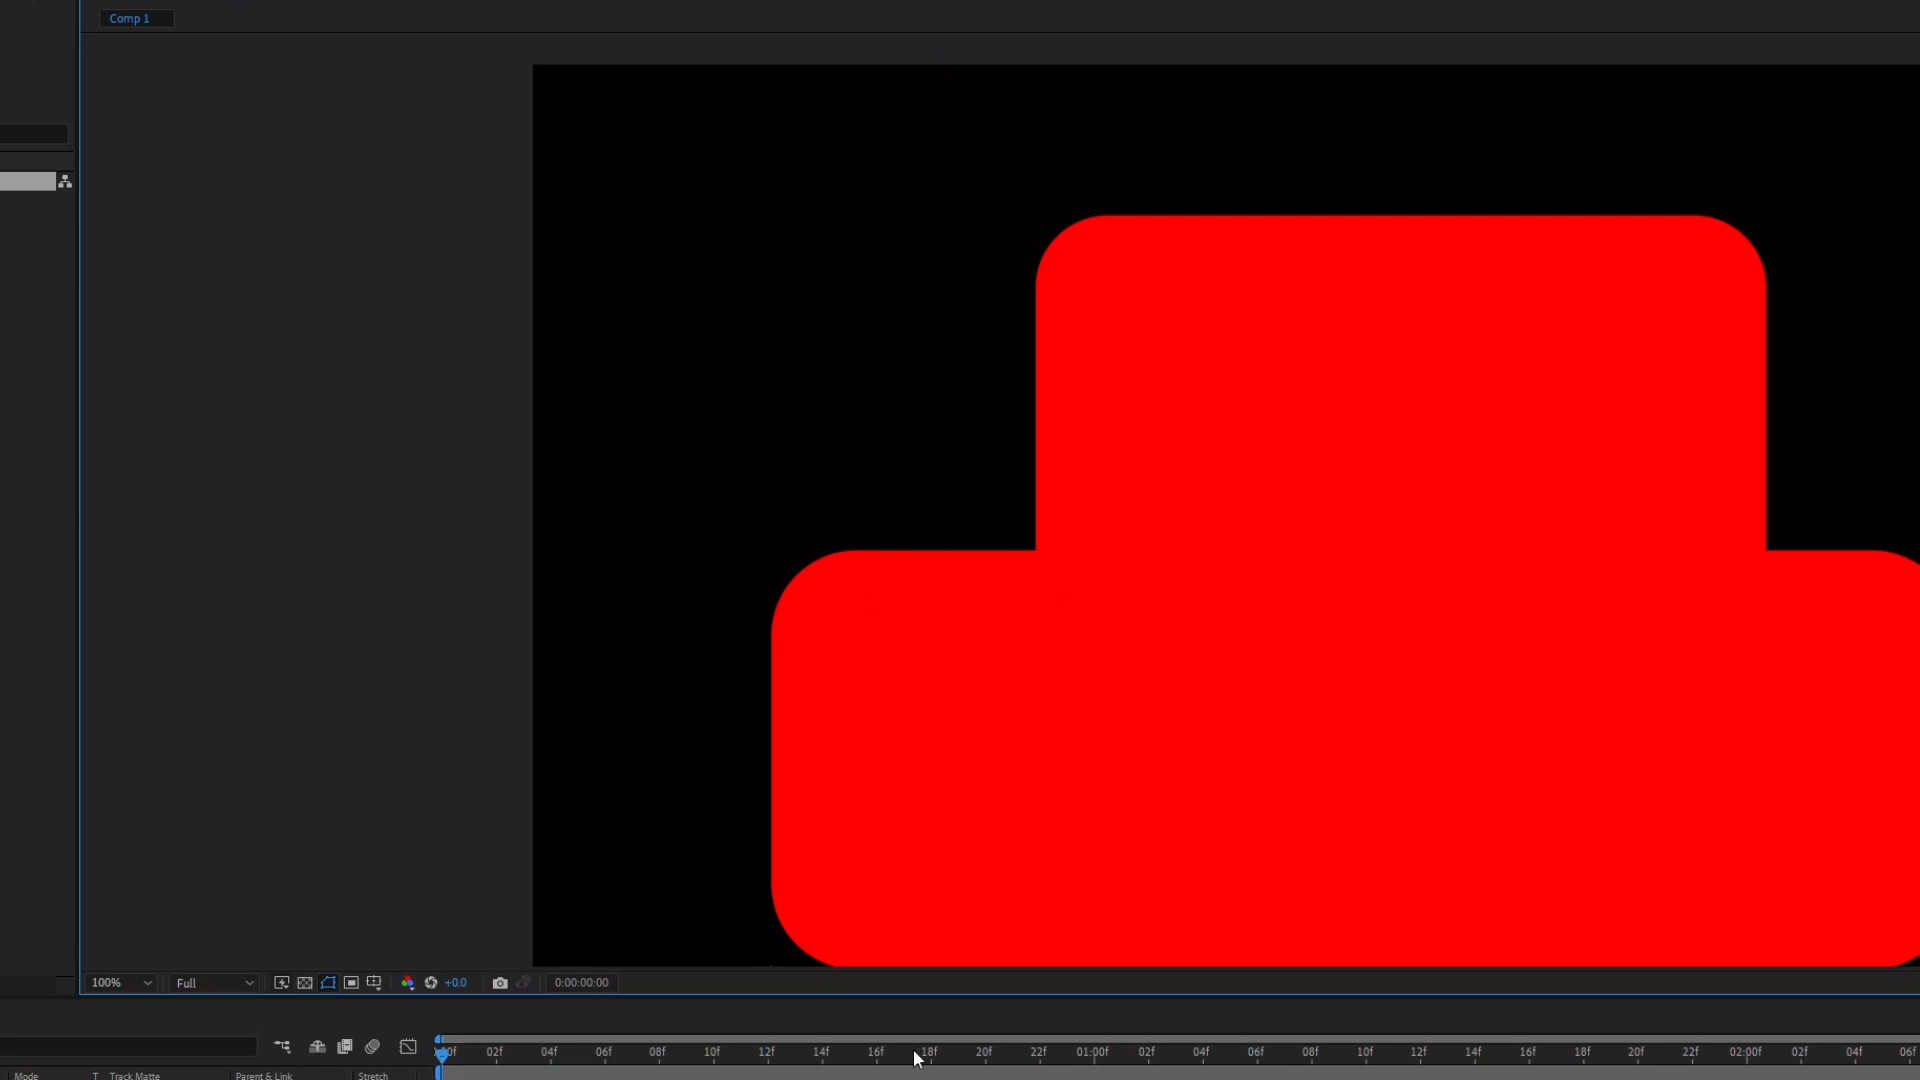 Comp 1
100% Full +0.0 0:00:00:00
00f 02f 04f 06f 08f 10f 12f 14f 16f 18f 20f 22f 01:00f 02f 04f 06f 08f 10f 12f 14f 16f 18f 20f 22f 02:00f 02f 04f 06f
Mode T Track Matte Parent & Link Stretch